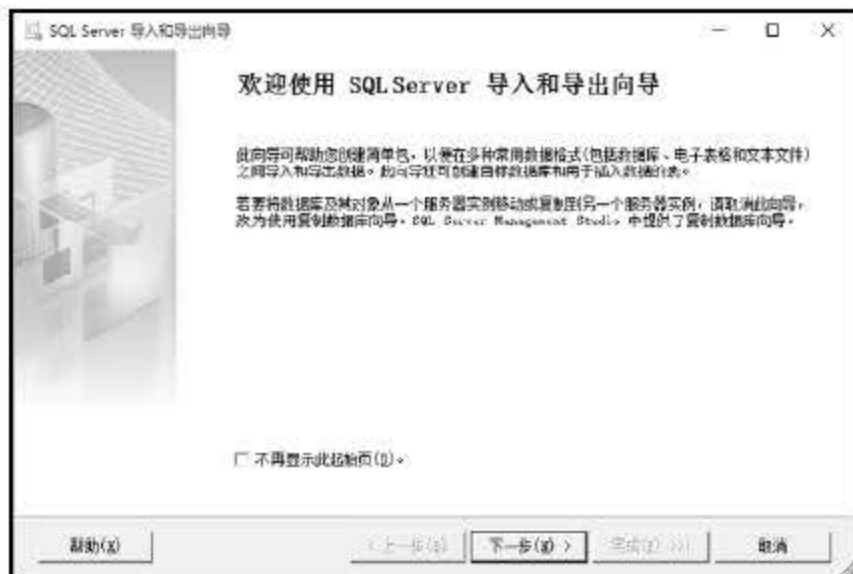 SQL Server 导入和导出向导
欢迎使用 SQL Server 导入和导出向导
此向导可帮助您创建简单包，以便在多种常用数据格式(包括数据库、电子表格和文本文件)
之间导入和导出数据。此向导还可创建目标数据库和用于插入数据的表。
若要将数据库及其对象从一个服务器实例移动或复制到另一个服务器实例，请取消此向导，
改为使用复制数据库向导。SQL Server Management Studio 中提供了复制数据库向导。
不再显示此起始页(D)。
帮助(H)
< 上一步(B)
下一步(N) >
完成(F) >>|
取消